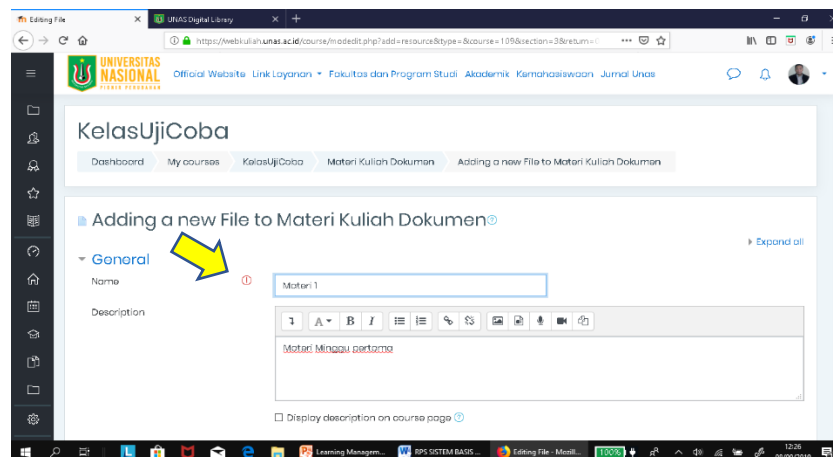 Editing File
UNAS Digital Library
https://webkuliah.unas.ac.id/course/modedit.php?add=resource&type=&course=109&section=3&return=
UNIVERSITAS
NASIONAL
PIONIR PERUBAHAN
Official Website Link Layanan Fakultas dan Program Studi Akademik Kemahasiswaan Jurnal Unas
KelasUjiCoba
Dashboard My courses KelasUjiCoba Materi Kuliah Dokumen Adding a new File to Materi Kuliah Dokumen
Adding a new File to Materi Kuliah Dokumen
Expand all
General
Name
Materi 1
Description
A B I
Materi Minggu pertama
Display description on course page
Learning Managem... RPS SISTEM BASIS ... Editing File - Mozill... 100%
12:26